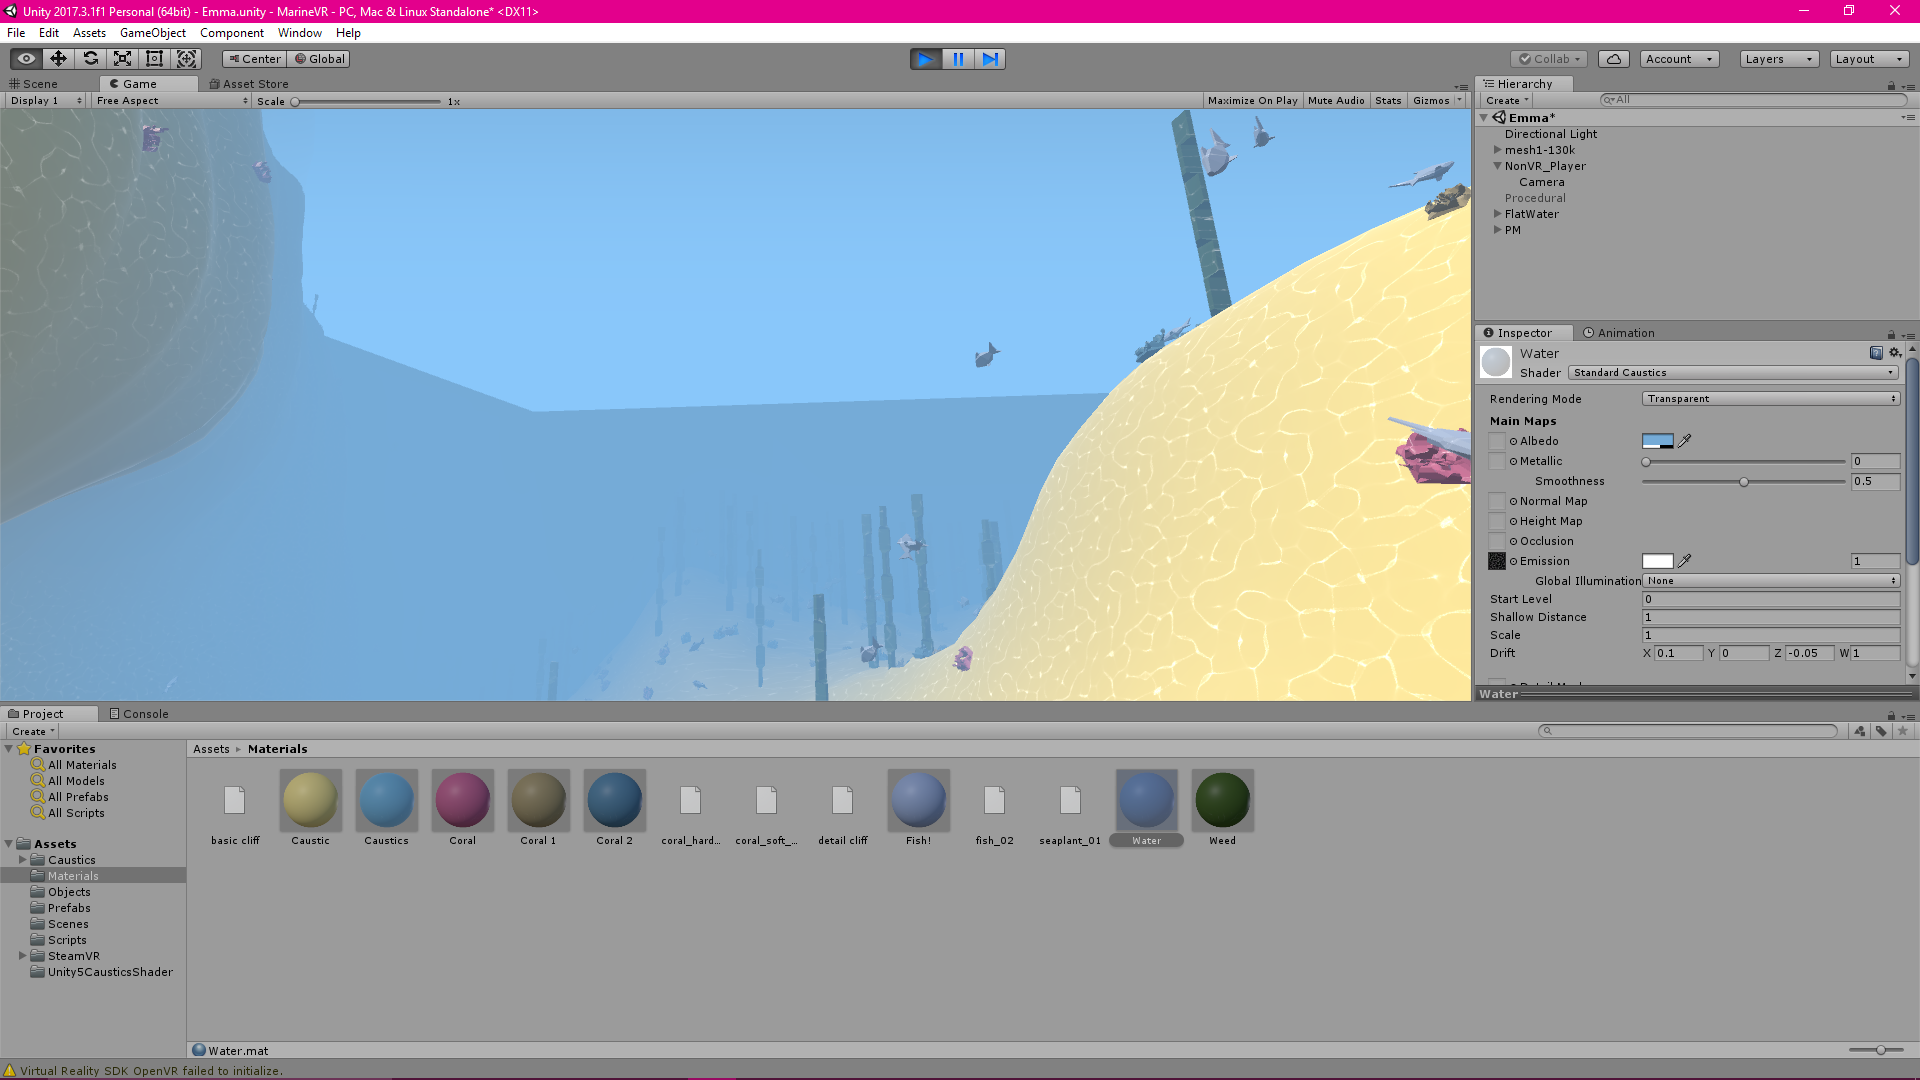 Unity 2017.3.1f1 Personal (64bit) - Emma.unity - MarineVR - PC, Mac & Linux Standalone* <DX11>
File Edit Assets GameObject Component Window Help
Center Global Collab Account Layers Layout
Scene Game Asset Store
Display 1 Free Aspect Scale 1x Maximize On Play Mute Audio Stats Gizmos
Hierarchy
Create All
Emma*
Directional Light
mesh1-130k
NonVR_Player
Camera
Procedural
FlatWater
PM
Inspector Animation
Water
Shader Standard Caustics
Rendering Mode Transparent
Main Maps
Albedo
Metallic 0
Smoothness 0.5
Normal Map
Height Map
Occlusion
Emission 1
Global Illumination None
Start Level 0
Shallow Distance 1
Scale 1
Drift X 0.1 Y 0 Z -0.05 W 1
Water
Project Console
Create
Favorites
All Materials
All Models
All Prefabs
All Scripts
Assets
Caustics
Materials
Objects
Prefabs
Scenes
Scripts
SteamVR
Unity5CausticsShader
Assets Materials
basic cliff Caustic Caustics Coral Coral 1 Coral 2 coral_hard... coral_soft_... detail cliff Fish! fish_02 seaplant_01 Water Weed
Water.mat
Virtual Reality SDK OpenVR failed to initialize.